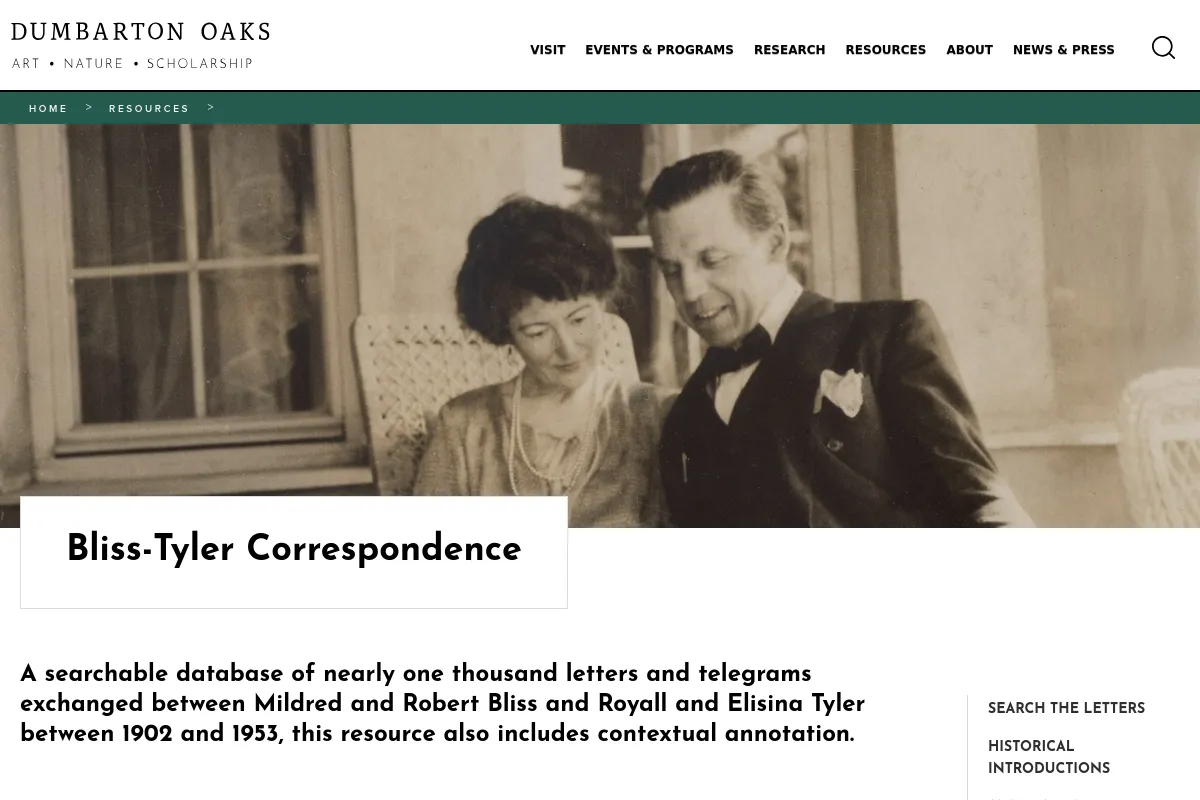 DUMBARTON OAKS
ART • NATURE • SCHOLARSHIP
VISIT EVENTS & PROGRAMS RESEARCH RESOURCES ABOUT NEWS & PRESS
HOME > RESOURCES >
Bliss-Tyler Correspondence
A searchable database of nearly one thousand letters and telegrams
exchanged between Mildred and Robert Bliss and Royall and Elisina Tyler
between 1902 and 1953, this resource also includes contextual annotation.
SEARCH THE LETTERS
HISTORICAL
INTRODUCTIONS